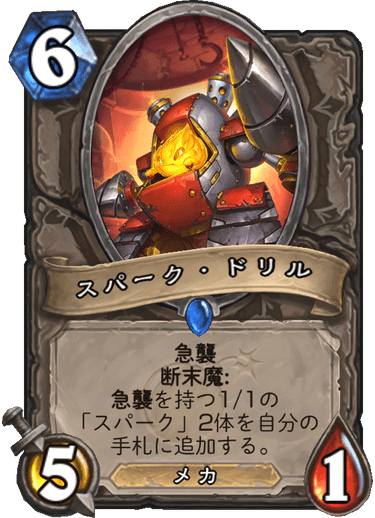 6
スパーク・ドリル
急襲
断末魔:
急襲を持つ1/1の
「スパーク」2体を自分の
手札に追加する。
5
メカ
1